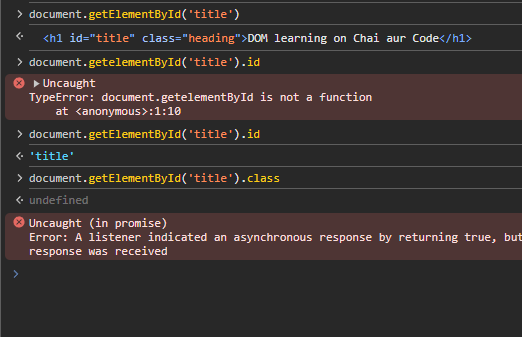 document.getElementById('title')
<h1 id="title" class="heading">DOM learning on Chai aur Code</h1>
document.getelementById('title').id
Uncaught
TypeError: document.getelementById is not a function
at <anonymous>:1:10
document.getElementById('title').id
'title'
document.getElementById('title').class
undefined
Uncaught (in promise)
Error: A listener indicated an asynchronous response by returning true, but
response was received